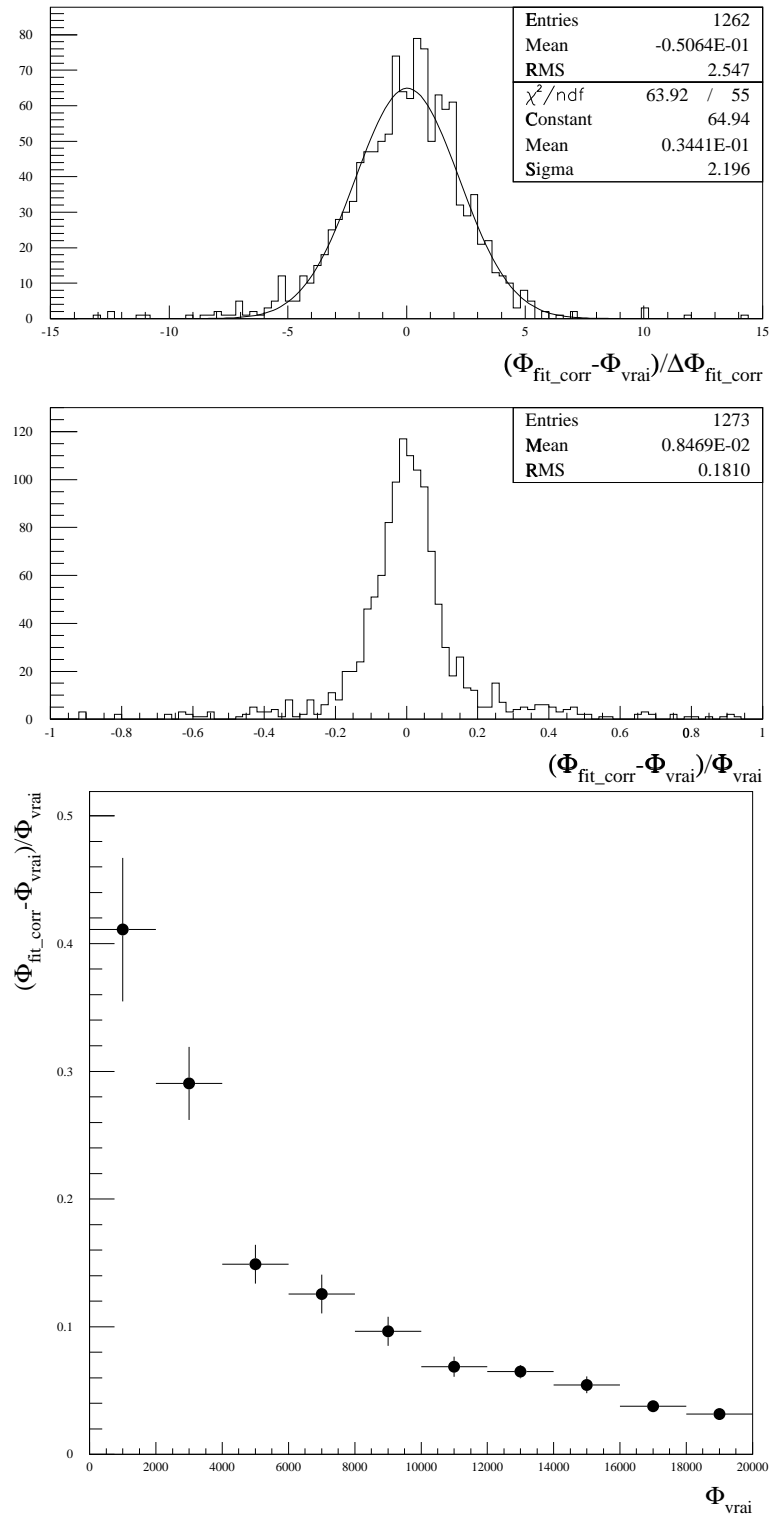 Entries 1262
Mean -0.5064E-01
RMS 2.547
χ²/ndf 63.92 / 55
Constant 64.94
Mean 0.3441E-01
Sigma 2.196
80
70
60
50
40
30
20
10
0
-15 -10 -5 0 5 10 15
(Φfit_corr-Φvrai)/ΔΦfit_corr
Entries 1273
Mean 0.8469E-02
RMS 0.1810
120
100
80
60
40
20
0
-1 -0.8 -0.6 -0.4 -0.2 0 0.2 0.4 0.6 0.8 1
(Φfit_corr-Φvrai)/Φvrai
(Φfit_corr-Φvrai)/Φvrai
0.5
0.4
0.3
0.2
0.1
0
0 2000 4000 6000 8000 10000 12000 14000 16000 18000 20000
Φvrai